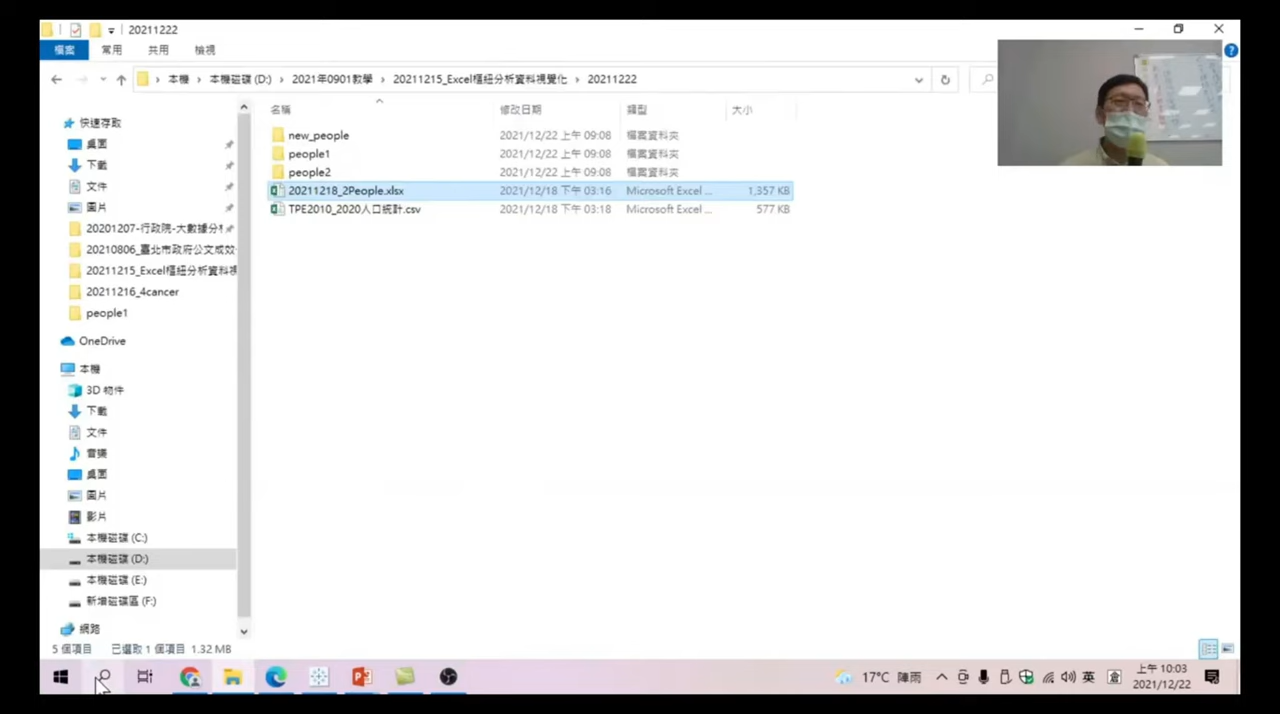 20211222
檔案 常用 共用 檢視
本機 本機磁碟 (D:) 2021年0901教學 20211215_Excel樞紐分析資料視覺化 20211222
名稱 修改日期 類型 大小
new_people 2021/12/22 上午 09:08 檔案資料夾
people1 2021/12/22 上午 09:08 檔案資料夾
people2 2021/12/22 上午 09:08 檔案資料夾
20211218_2People.xlsx 2021/12/18 下午 03:16 Microsoft Excel ... 1,357 KB
TPE2010_2020人口統計.csv 2021/12/18 下午 03:18 Microsoft Excel ... 577 KB
快速存取
桌面
下載
文件
圖片
20201207-行政院-大數據分
20210806_臺北市政府公文成效
20211215_Excel樞紐分析資料視
20211216_4cancer
people1
OneDrive
本機
3D 物件
下載
文件
音樂
桌面
圖片
影片
本機磁碟 (C:)
本機磁碟 (D:)
本機磁碟 (E:)
新增磁碟區 (F:)
網路
5 個項目 已選取 1 個項目 1.32 MB
17°C 陣雨 英 倉 上午 10:03
2021/12/22